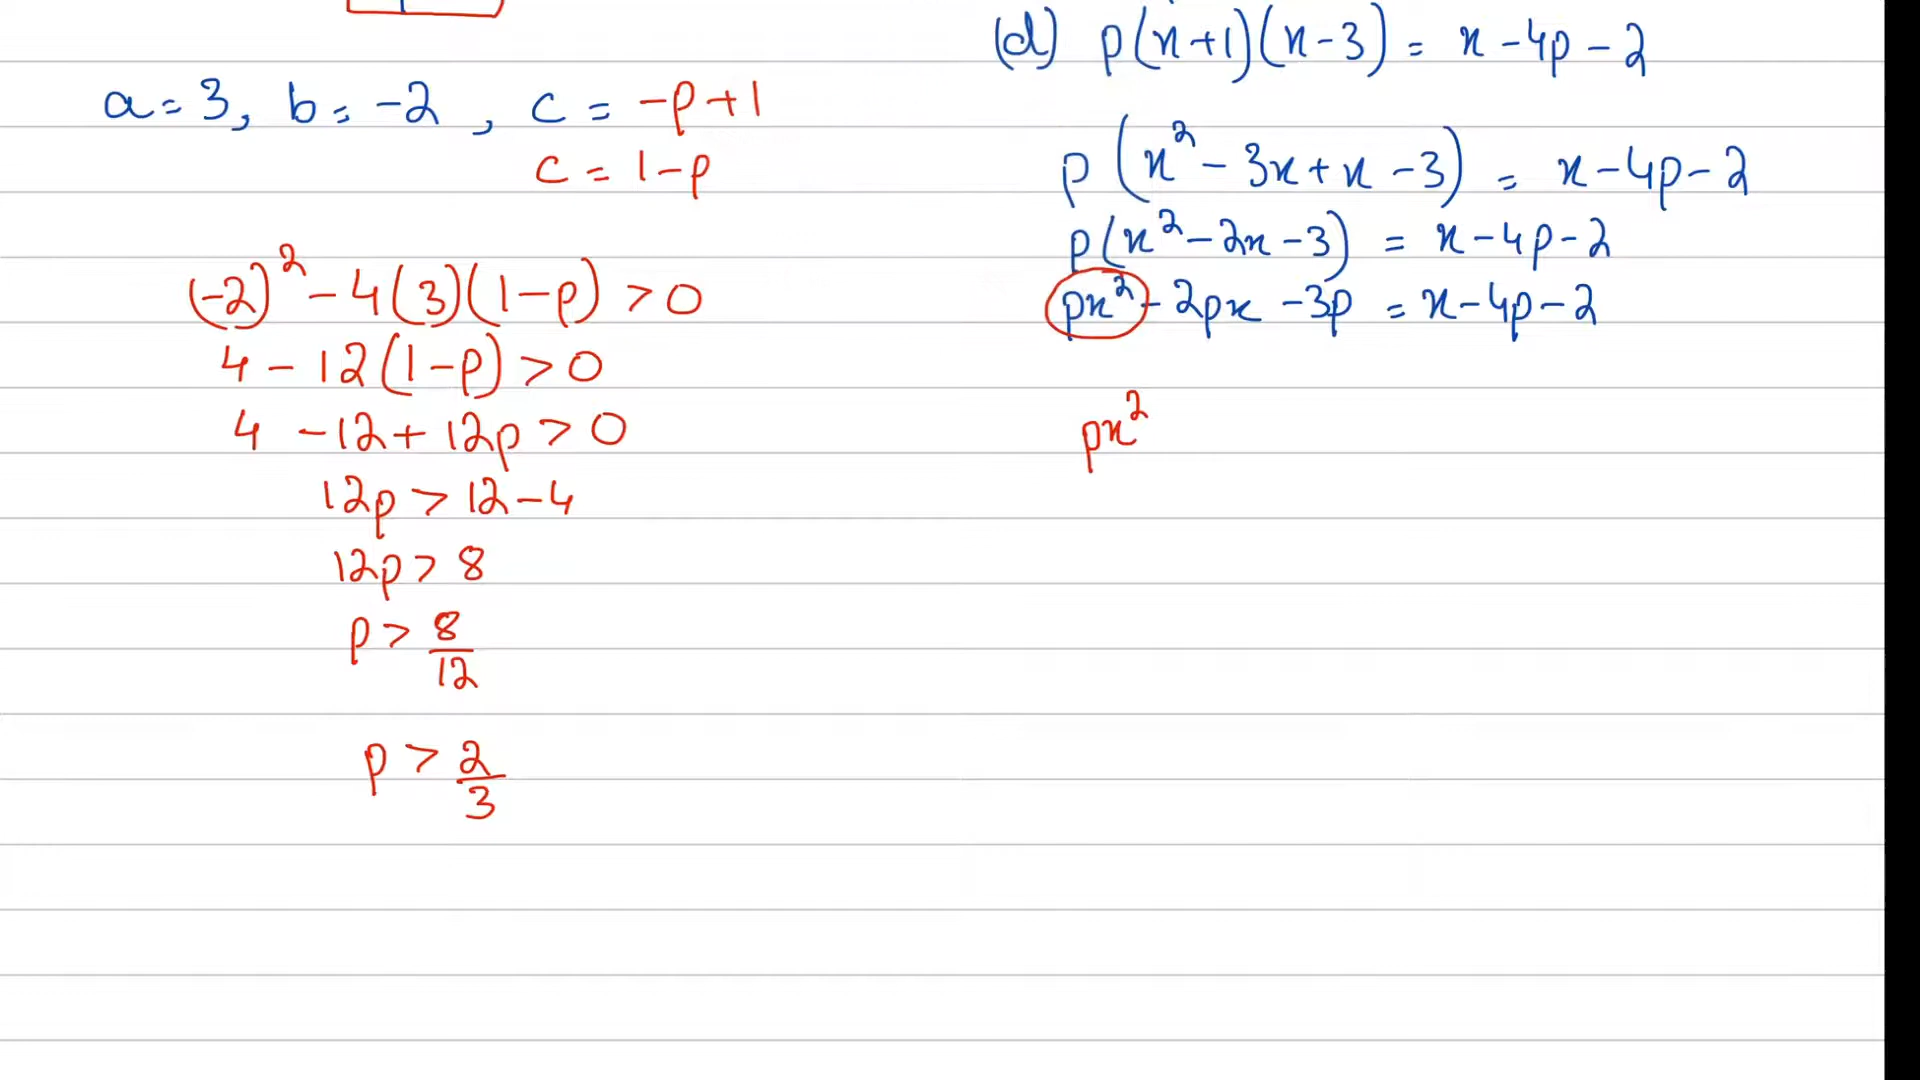 a = 3, b = -2, c = -p+1
c = 1-p
(-2)² - 4(3)(1-p) > 0
4 - 12(1-p) > 0
4 - 12 + 12p > 0
12p > 12-4
12p > 8
p > 8/12
p > 2/3
(d) p(x+1)(x-3) = x-4p-2
p(x² - 3x + x - 3) = x-4p-2
p(x² - 2x - 3) = x-4p-2
px² - 2px - 3p = x-4p-2
px²